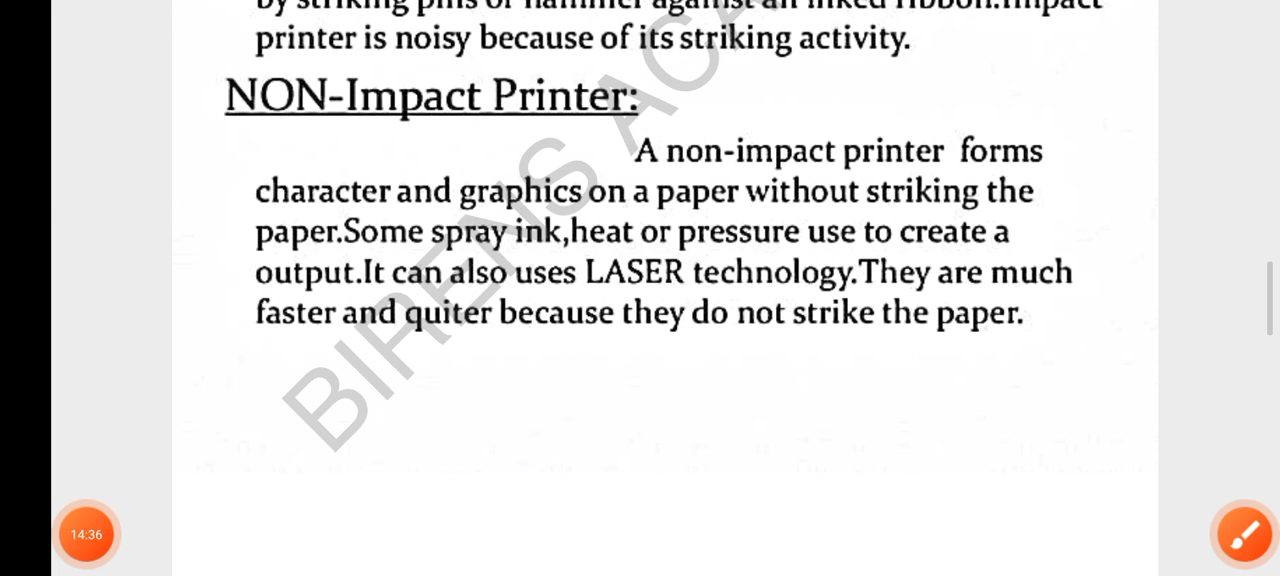 by striking pins or hammer against an inked ribbon.Impact
printer is noisy because of its striking activity.
NON-Impact Printer:
A non-impact printer forms
character and graphics on a paper without striking the
paper.Some spray ink,heat or pressure use to create a
output.It can also uses LASER technology.They are much
faster and quiter because they do not strike the paper.
BIRENS ACA
14:36